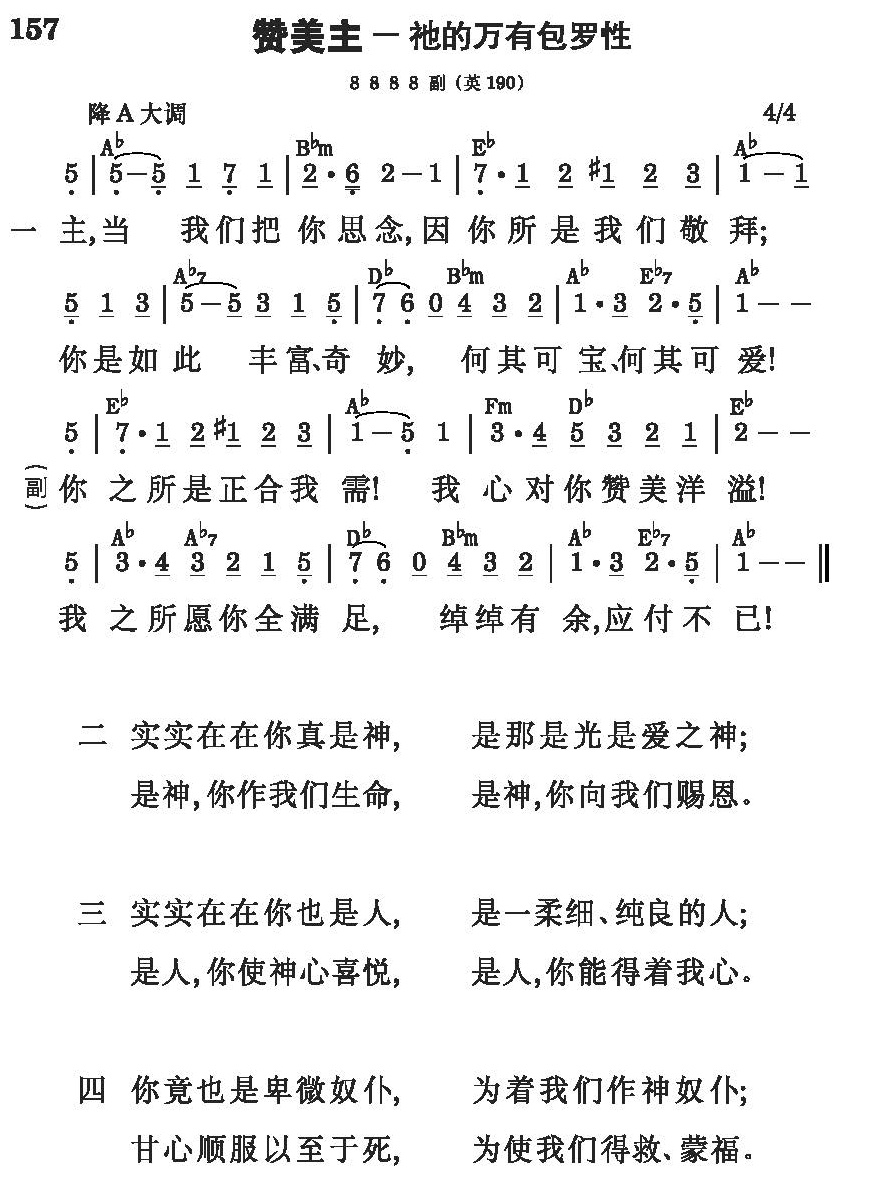 157
赞美主－祂的万有包罗性
8 8 8 8 副（英190）
降A大调 4/4
A♭ B♭m E♭ A♭
5 | 5－5 1 7 1 | 2·6 2－1 | 7·1 2 ♯1 2 3 | 1－1
一 主,当 我们把你思念,因你所是我们敬拜;
A♭7 D♭ B♭m A♭ E♭7 A♭
5 1 3 | 5－5 3 1 5 | 7 6 0 4 3 2 | 1·3 2·5 | 1－－
你是如此 丰富、奇妙, 何其可宝、何其可爱!
E♭ A♭ Fm D♭ E♭
5 | 7·1 2 ♯1 2 3 | 1－5 1 | 3·4 5 3 2 1 | 2－－
(副) 你之所是正合我需! 我心对你赞美洋溢!
A♭ A♭7 D♭ B♭m A♭ E♭7 A♭
5 | 3·4 3 2 1 5 | 7 6 0 4 3 2 | 1·3 2·5 | 1－－ ‖
我之所愿你全满足, 绰绰有余,应付不已!
二 实实在在你真是神, 是那是光是爱之神;
是神,你作我们生命, 是神,你向我们赐恩。
三 实实在在你也是人, 是一柔细、纯良的人;
是人,你使神心喜悦, 是人,你能得着我心。
四 你竟也是卑微奴仆, 为着我们作神奴仆;
甘心顺服以至于死, 为使我们得救、蒙福。